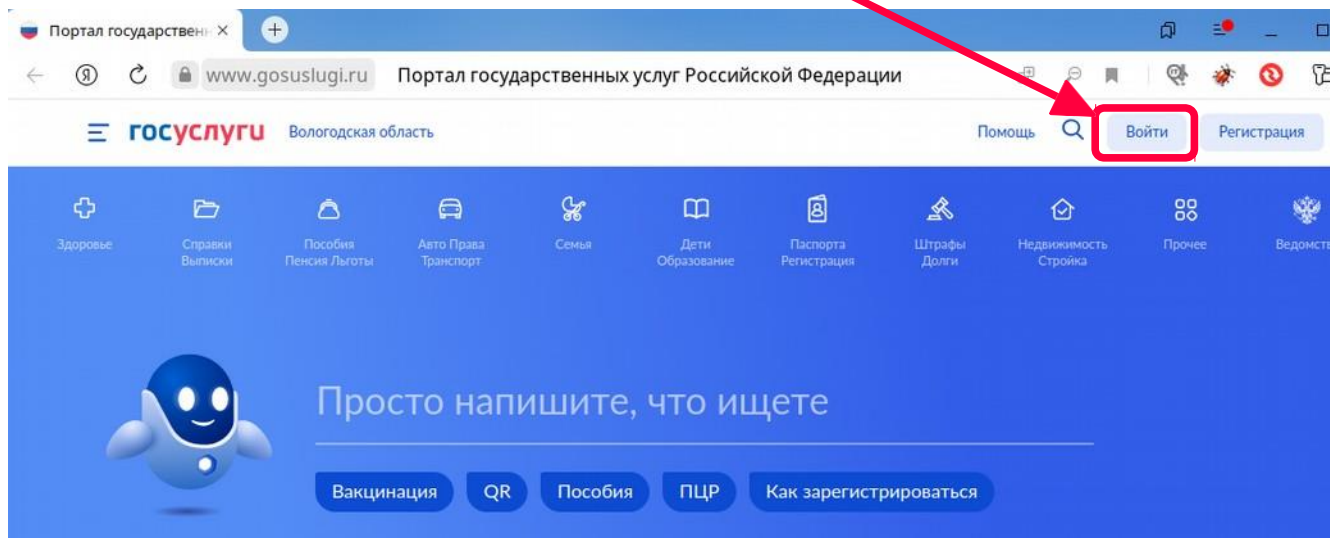 Портал государствен
www.gosuslugi.ru Портал государственных услуг Российской Федерации
госуслуги Вологодская область Помощь Войти Регистрация
Здоровье Справки Пособия Авто Права Семья Дети Паспорта Штрафы Недвижимость Прочее Ведомст
Выписки Пенсия Льготы Транспорт Образование Регистрация Долги Стройка
Просто напишите, что ищете
Вакцинация QR Пособия ПЦР Как зарегистрироваться